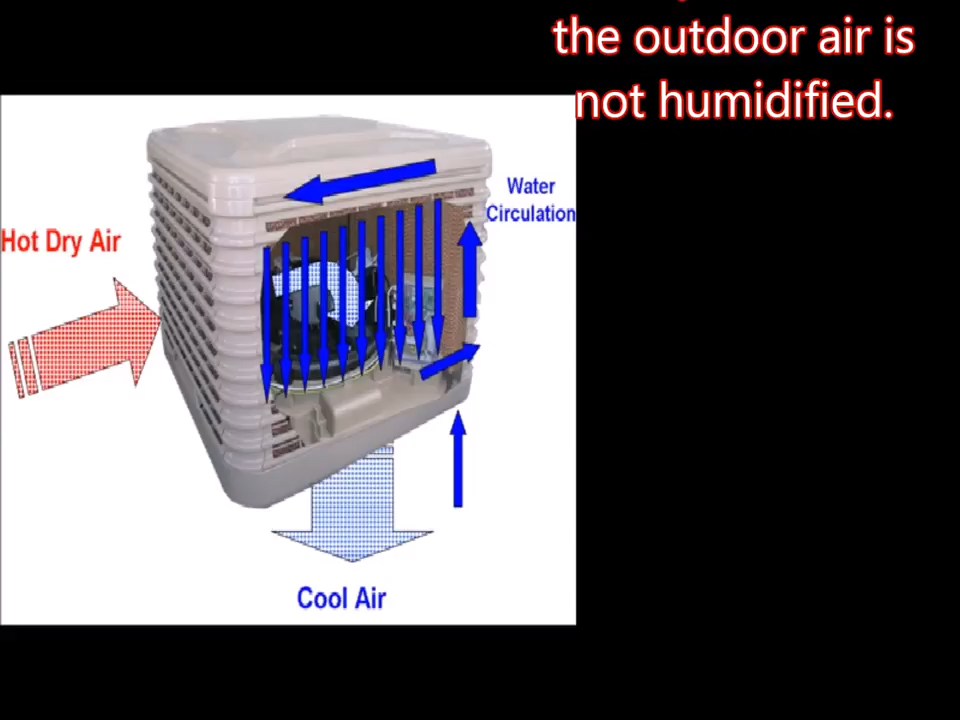 the outdoor air is
not humidified.
Water
Circulation
Hot Dry Air
Cool Air